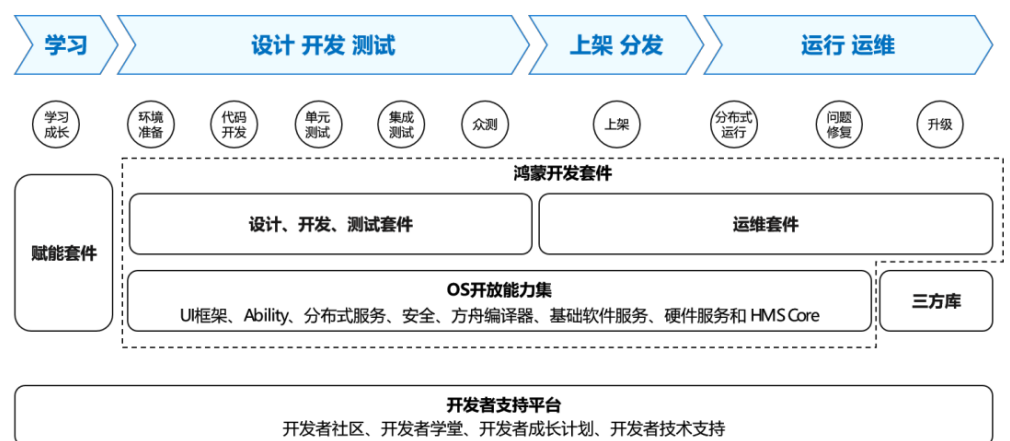 学习
设计 开发 测试
上架 分发
运行 运维
学习
成长
环境
准备
代码
开发
单元
测试
集成
测试
众测
上架
分布式
运行
问题
修复
升级
鸿蒙开发套件
赋能套件
设计、开发、测试套件
运维套件
OS开放能力集
UI框架、Ability、分布式服务、安全、方舟编译器、基础软件服务、硬件服务和 HMS Core
三方库
开发者支持平台
开发者社区、开发者学堂、开发者成长计划、开发者技术支持